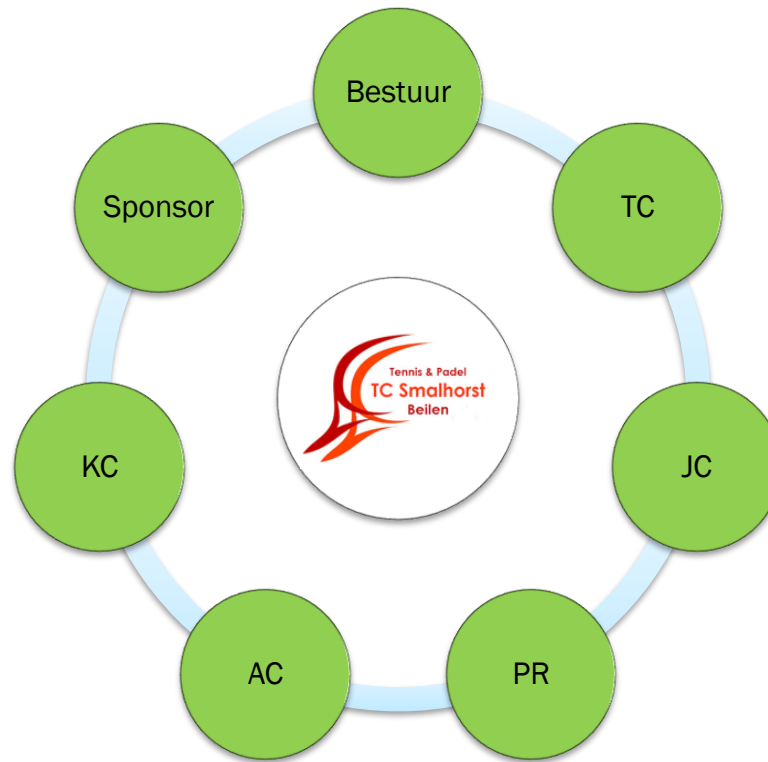 Bestuur
Sponsor
TC
Tennis & Padel
TC Smalhorst
Beilen
KC
JC
AC
PR